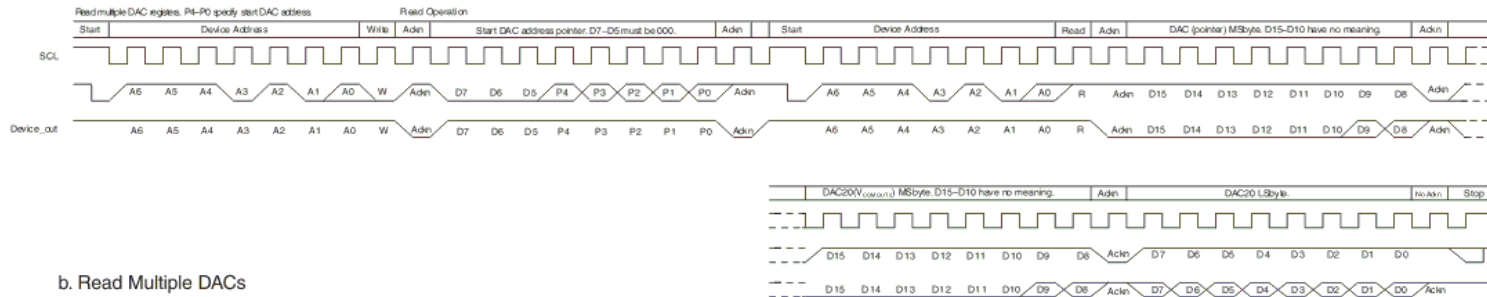 Read multiple DAC registers. P4–P0 specify start DAC address. Read Operation
Start Device Address Write Ackn Start DAC address pointer. D7–D5 must be 000. Ackn Start Device Address Read Ackn DAC (pointer) MSbyte. D15–D10 have no meaning. Ackn
SCL
A6 A5 A4 A3 A2 A1 A0 W Ackn D7 D6 D5 P4 P3 P2 P1 P0 Ackn A6 A5 A4 A3 A2 A1 A0 R Ackn D15 D14 D13 D12 D11 D10 D9 D8 Ackn
Device_out A6 A5 A4 A3 A2 A1 A0 W Ackn D7 D6 D5 P4 P3 P2 P1 P0 Ackn A6 A5 A4 A3 A2 A1 A0 R Ackn D15 D14 D13 D12 D11 D10 D9 D8 Ackn
DAC20(VCOMOUT2) MSbyte. D15–D10 have no meaning. Ackn DAC20 LSbyte. No Ackn Stop
D15 D14 D13 D12 D11 D10 D9 D8 Ackn D7 D6 D5 D4 D3 D2 D1 D0
D15 D14 D13 D12 D11 D10 D9 D8 Ackn D7 D6 D5 D4 D3 D2 D1 D0 Ackn
b. Read Multiple DACs